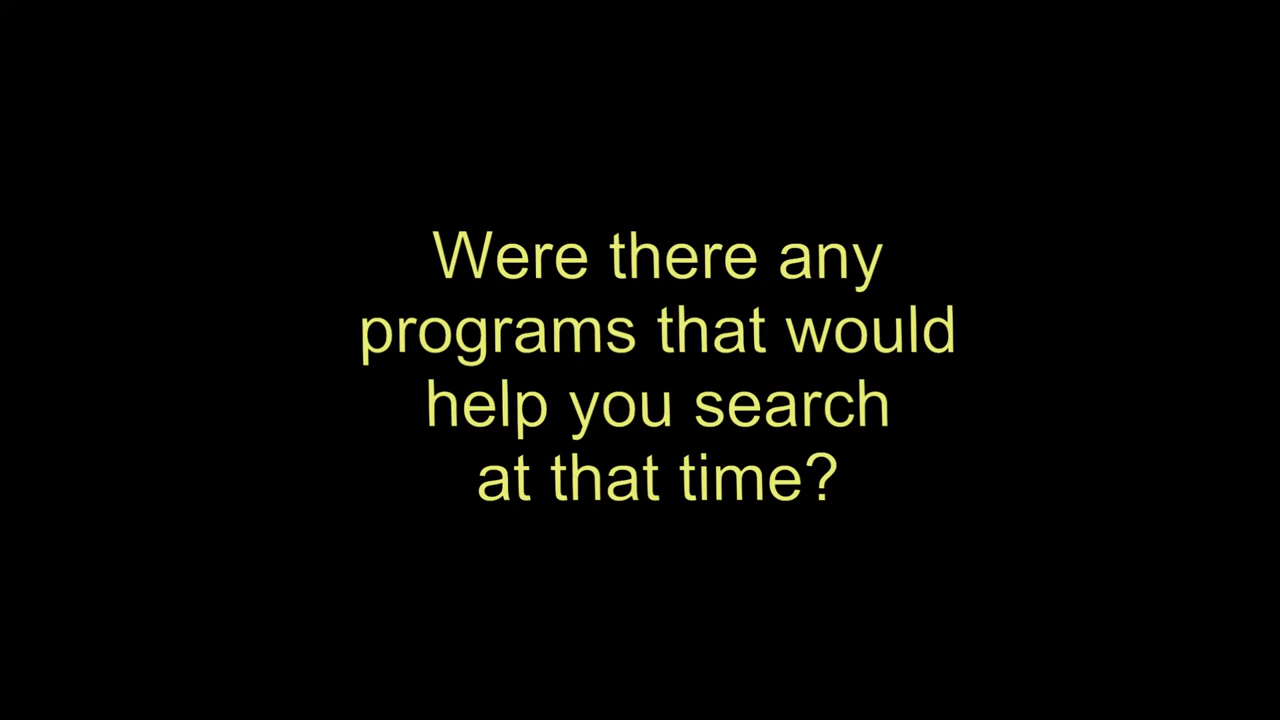 Were there any
programs that would
help you search
at that time?